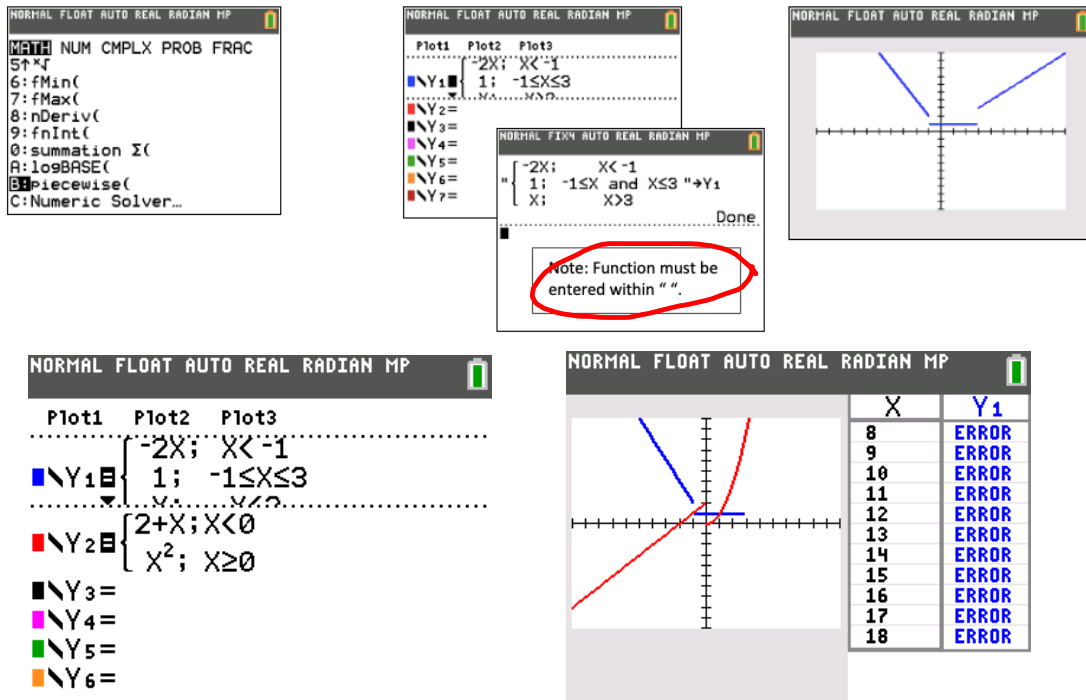 NORMAL FLOAT AUTO REAL RADIAN MP
MATH NUM CMPLX PROB FRAC
5↑ˣ√
6:fMin(
7:fMax(
8:nDeriv(
9:fnInt(
0:summation Σ(
A:logBASE(
B:piecewise(
C:Numeric Solver…
NORMAL FLOAT AUTO REAL RADIAN MP
Plot1 Plot2 Plot3
-2X; X<-1
\Y1= 1; -1≤X≤3
\Y2=
\Y3=
\Y4=
\Y5=
\Y6=
\Y7=
NORMAL FIX4 AUTO REAL RADIAN MP
-2X; X<-1
"{ 1; -1≤X and X≤3 "→Y1
X; X>3
Done
Note: Function must be
entered within “ “.
NORMAL FLOAT AUTO REAL RADIAN MP
NORMAL FLOAT AUTO REAL RADIAN MP
Plot1 Plot2 Plot3
-2X; X<-1
\Y1= 1; -1≤X≤3
2+X;X<0
\Y2=
X²; X≥0
\Y3=
\Y4=
\Y5=
\Y6=
NORMAL FLOAT AUTO REAL RADIAN MP
X Y1
8 ERROR
9 ERROR
10 ERROR
11 ERROR
12 ERROR
13 ERROR
14 ERROR
15 ERROR
16 ERROR
17 ERROR
18 ERROR